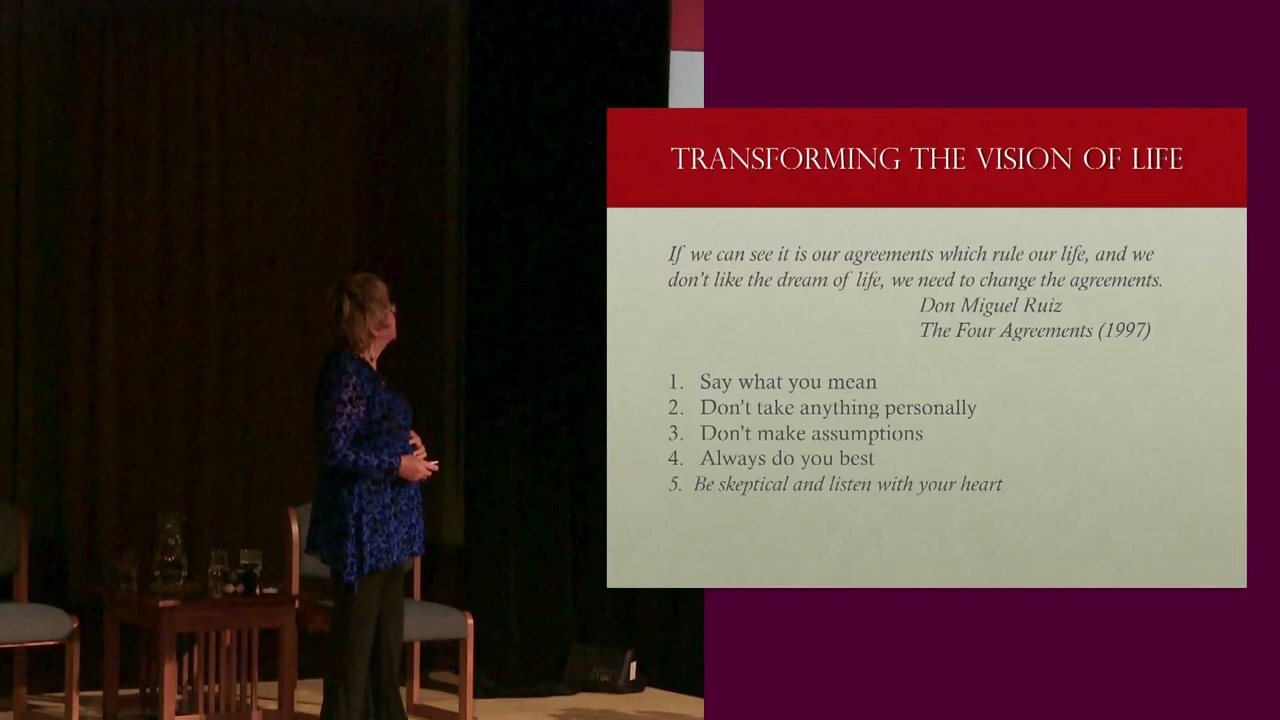 TRANSFORMING THE VISION OF LIFE
If we can see it is our agreements which rule our life, and we
don't like the dream of life, we need to change the agreements.
Don Miguel Ruiz
The Four Agreements (1997)
1. Say what you mean
2. Don't take anything personally
3. Don't make assumptions
4. Always do you best
5. Be skeptical and listen with your heart